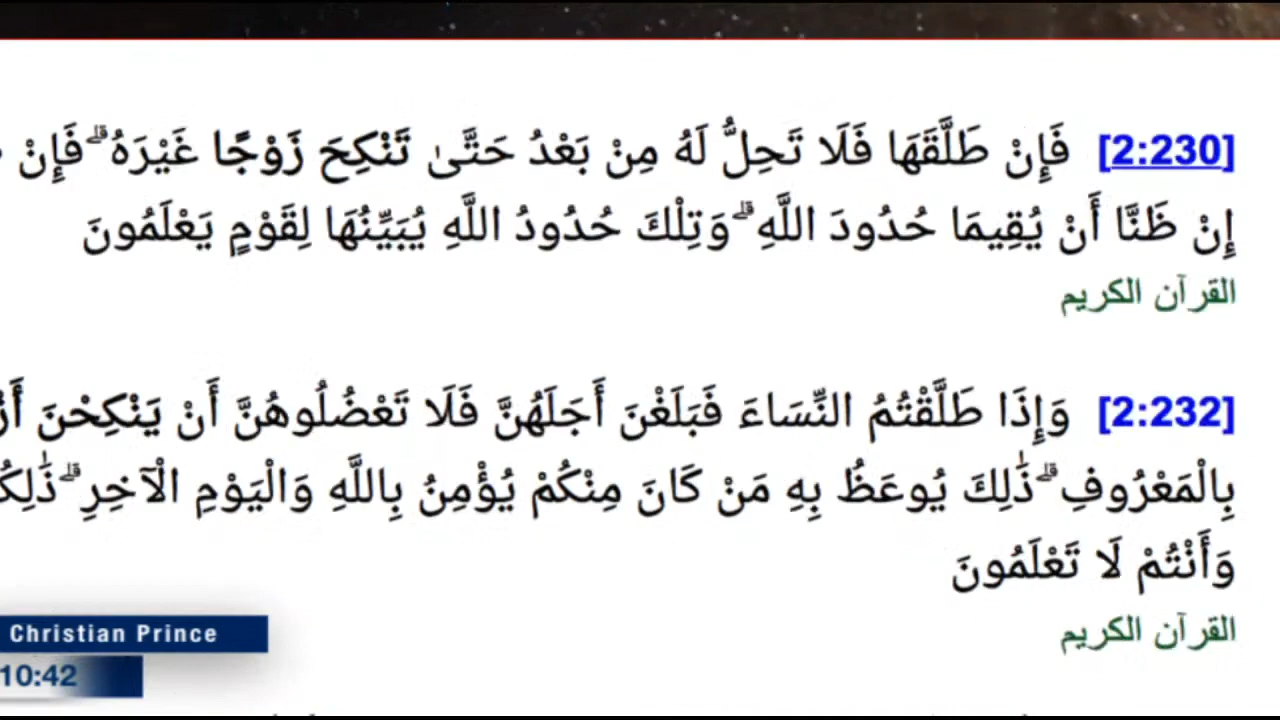 [2:230] فَإِنْ طَلَّقَهَا فَلَا تَحِلُّ لَهُ مِنْ بَعْدُ حَتَّىٰ تَنْكِحَ زَوْجًا غَيْرَهُ ۗ فَإِنْ
إِنْ ظَنَّا أَنْ يُقِيمَا حُدُودَ اللَّهِ ۗ وَتِلْكَ حُدُودُ اللَّهِ يُبَيِّنُهَا لِقَوْمٍ يَعْلَمُونَ
القرآن الكريم
[2:232] وَإِذَا طَلَّقْتُمُ النِّسَاءَ فَبَلَغْنَ أَجَلَهُنَّ فَلَا تَعْضُلُوهُنَّ أَنْ يَنْكِحْنَ
بِالْمَعْرُوفِ ۗ ذَٰلِكَ يُوعَظُ بِهِ مَنْ كَانَ مِنْكُمْ يُؤْمِنُ بِاللَّهِ وَالْيَوْمِ الْآخِرِ ۗ
وَأَنْتُمْ لَا تَعْلَمُونَ
القرآن الكريم
Christian Prince
10:42